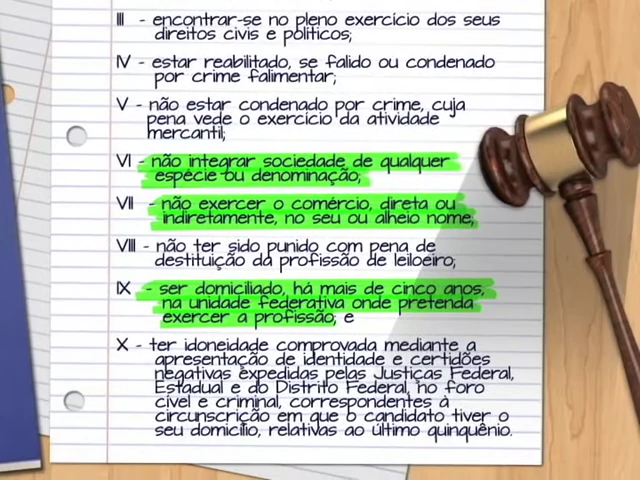 III - encontrar-se no pleno exercício dos seus
direitos civis e políticos;
IV - estar reabilitado, se falido ou condenado
por crime falimentar;
V - não estar condenado por crime, cuja
pena vede o exercício da atividade
mercantil;
VI - não integrar sociedade de qualquer
espécie ou denominação;
VII - não exercer o comércio, direta ou
indiretamente, no seu ou alheio nome;
VIII - não ter sido punido com pena de
destituição da profissão de leiloeiro;
IX - ser domiciliado, há mais de cinco anos,
na unidade federativa onde pretenda
exercer a profissão; e
X - ter idoneidade comprovada mediante a
apresentação de identidade e certidões
negativas expedidas pelas Justiças Federal,
Estadual e do Distrito Federal, no foro
cível e criminal, correspondentes à
circunscrição em que o candidato tiver o
seu domicílio, relativas ao último quinquênio.